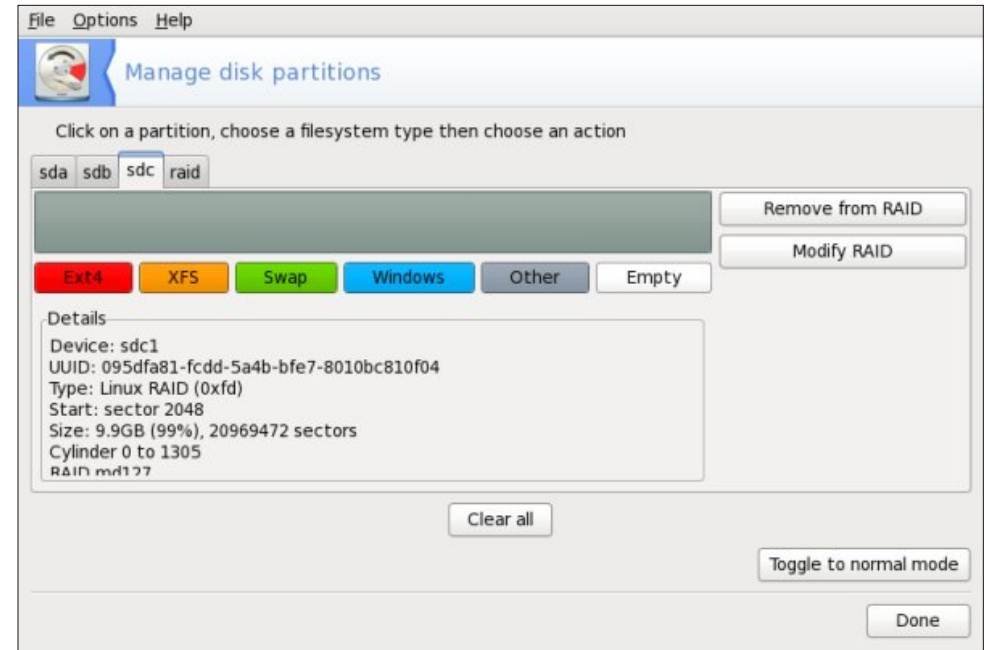 File Options Help
Manage disk partitions
Click on a partition, choose a filesystem type then choose an action
sda sdb sdc raid
Remove from RAID
Modify RAID
Ext4 XFS Swap Windows Other Empty
Details
Device: sdc1
UUID: 095dfa81-fcdd-5a4b-bfe7-8010bc810f04
Type: Linux RAID (0xfd)
Start: sector 2048
Size: 9.9GB (99%), 20969472 sectors
Cylinder 0 to 1305
RAID md127
Clear all
Toggle to normal mode
Done